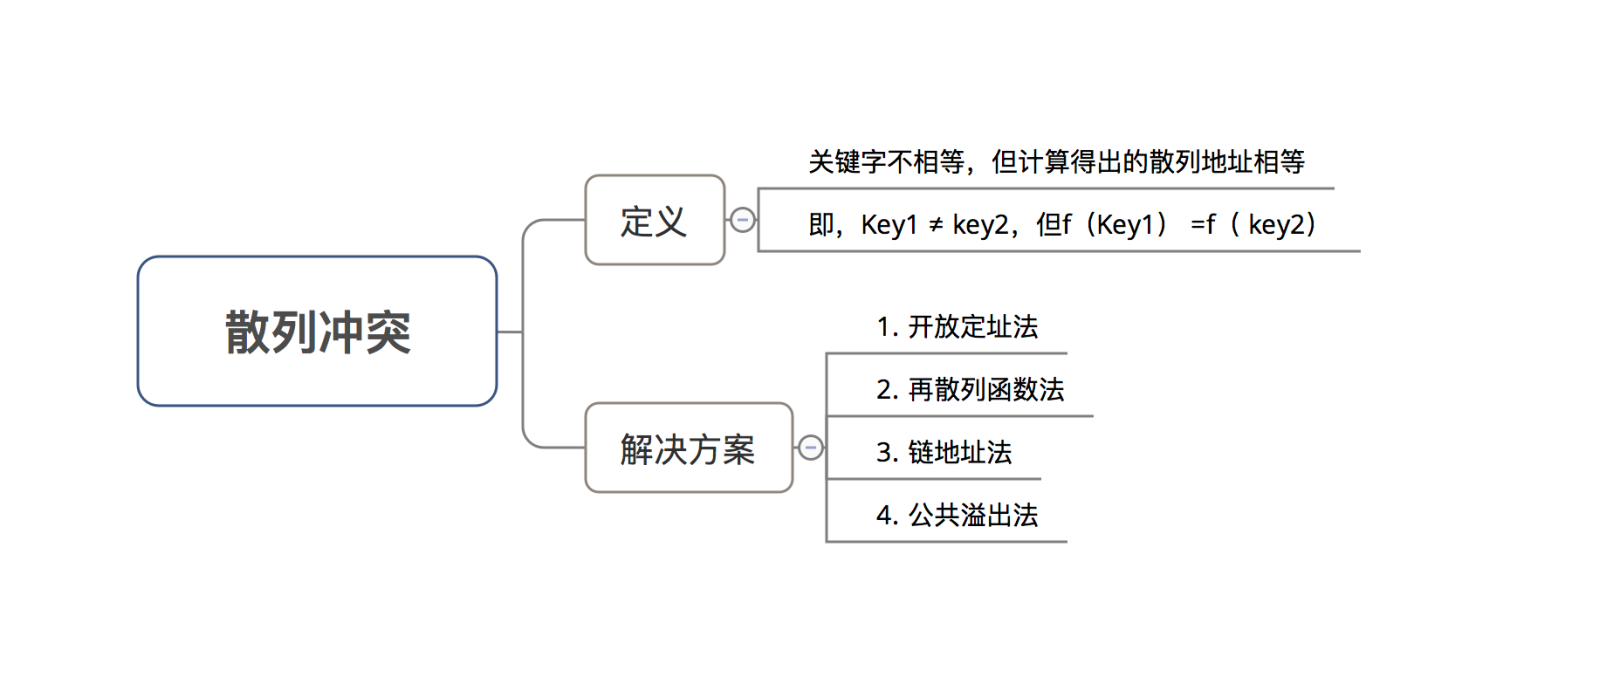 散列冲突
定义
关键字不相等，但计算得出的散列地址相等
即，Key1 ≠ key2，但f（Key1） =f（ key2）
解决方案
1. 开放定址法
2. 再散列函数法
3. 链地址法
4. 公共溢出法